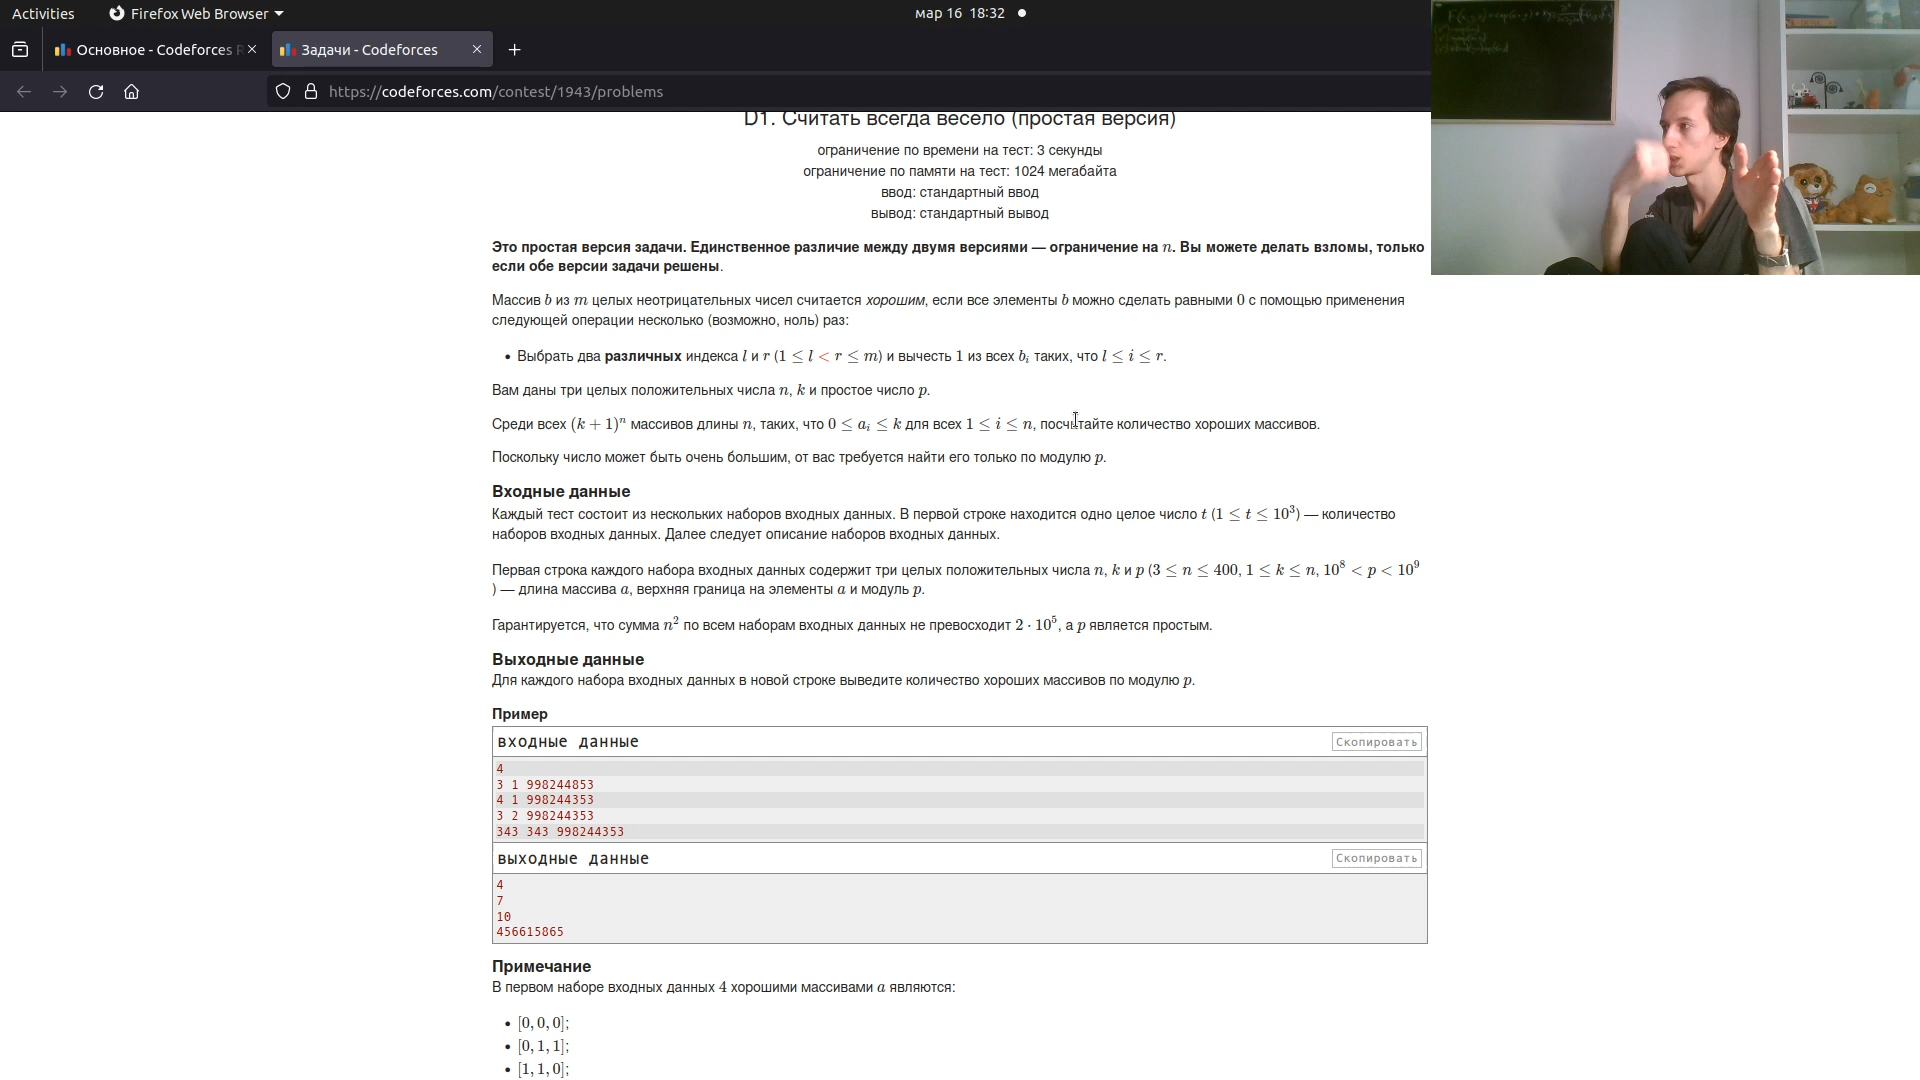 Activities
Firefox Web Browser
мар 16 18:32
Основное - Codeforces R
Задачи - Codeforces
https://codeforces.com/contest/1943/problems
D1. Считать всегда весело (простая версия)
ограничение по времени на тест: 3 секунды
ограничение по памяти на тест: 1024 мегабайта
ввод: стандартный ввод
вывод: стандартный вывод
Это простая версия задачи. Единственное различие между двумя версиями — ограничение на n. Вы можете делать взломы, только
если обе версии задачи решены.
Массив b из m целых неотрицательных чисел считается хорошим, если все элементы b можно сделать равными 0 с помощью применения
следующей операции несколько (возможно, ноль) раз:
• Выбрать два различных индекса l и r (1 ≤ l < r ≤ m) и вычесть 1 из всех bᵢ таких, что l ≤ i ≤ r.
Вам даны три целых положительных числа n, k и простое число p.
Среди всех (k + 1)ⁿ массивов длины n, таких, что 0 ≤ aᵢ ≤ k для всех 1 ≤ i ≤ n, посчитайте количество хороших массивов.
Поскольку число может быть очень большим, от вас требуется найти его только по модулю p.
Входные данные
Каждый тест состоит из нескольких наборов входных данных. В первой строке находится одно целое число t (1 ≤ t ≤ 10³) — количество
наборов входных данных. Далее следует описание наборов входных данных.
Первая строка каждого набора входных данных содержит три целых положительных числа n, k и p (3 ≤ n ≤ 400, 1 ≤ k ≤ n, 10⁸ < p < 10⁹
) — длина массива a, верхняя граница на элементы a и модуль p.
Гарантируется, что сумма n² по всем наборам входных данных не превосходит 2 · 10⁵, а p является простым.
Выходные данные
Для каждого набора входных данных в новой строке выведите количество хороших массивов по модулю p.
Пример
входные данные
Скопировать
4
3 1 998244853
4 1 998244353
3 2 998244353
343 343 998244353
выходные данные
Скопировать
4
7
10
456615865
Примечание
В первом наборе входных данных 4 хорошими массивами a являются:
• [0, 0, 0];
• [0, 1, 1];
• [1, 1, 0];